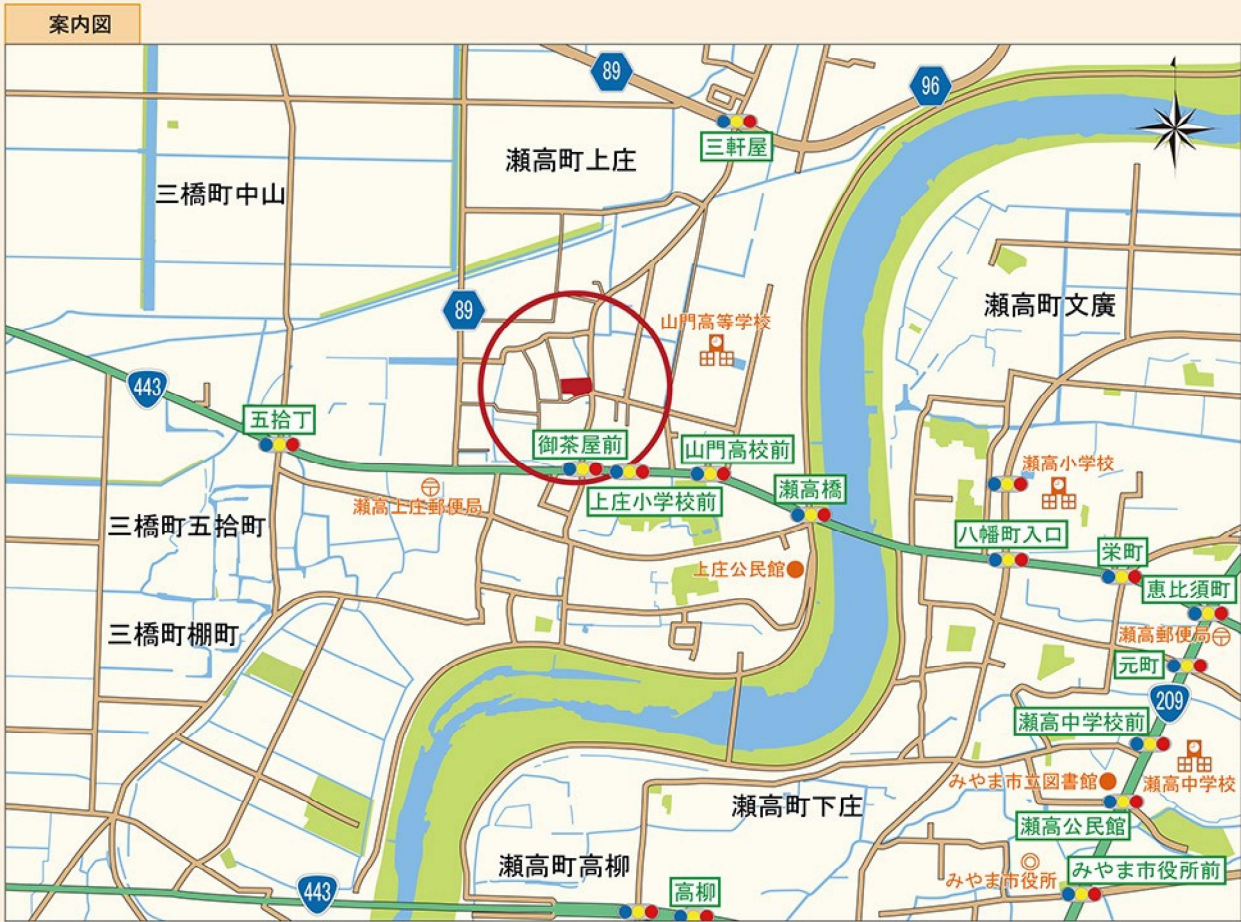 案内図
89
96
三軒屋
瀬高町上庄
三橋町中山
瀬高町文廣
89
山門高等学校
443
五拾丁
御茶屋前
山門高校前
瀬高小学校
瀬高上庄郵便局
上庄小学校前
瀬高橋
三橋町五拾町
八幡町入口
栄町
上庄公民館
恵比須町
三橋町棚町
瀬高郵便局
元町
209
瀬高中学校前
みやま市立図書館
瀬高中学校
瀬高町下庄
瀬高公民館
瀬高町高柳
みやま市役所
みやま市役所前
443
高柳